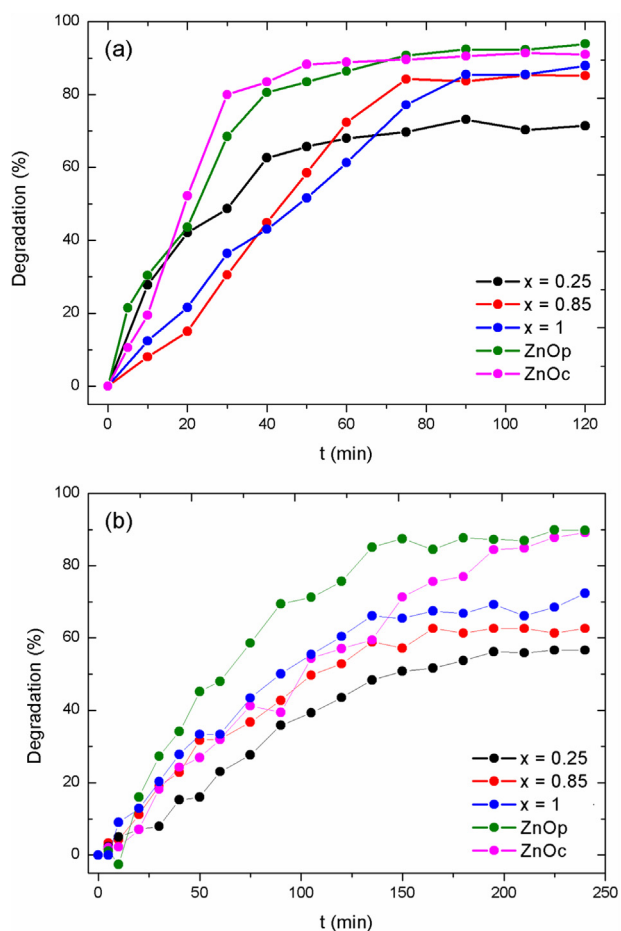 (a)
100
80
60
40
20
0
Degradation (%)
x = 0.25
x = 0.85
x = 1
ZnOp
ZnOc
0 20 40 60 80 100 120
t (min)
(b)
100
80
60
40
20
0
Degradation (%)
x = 0.25
x = 0.85
x = 1
ZnOp
ZnOc
0 50 100 150 200 250
t (min)